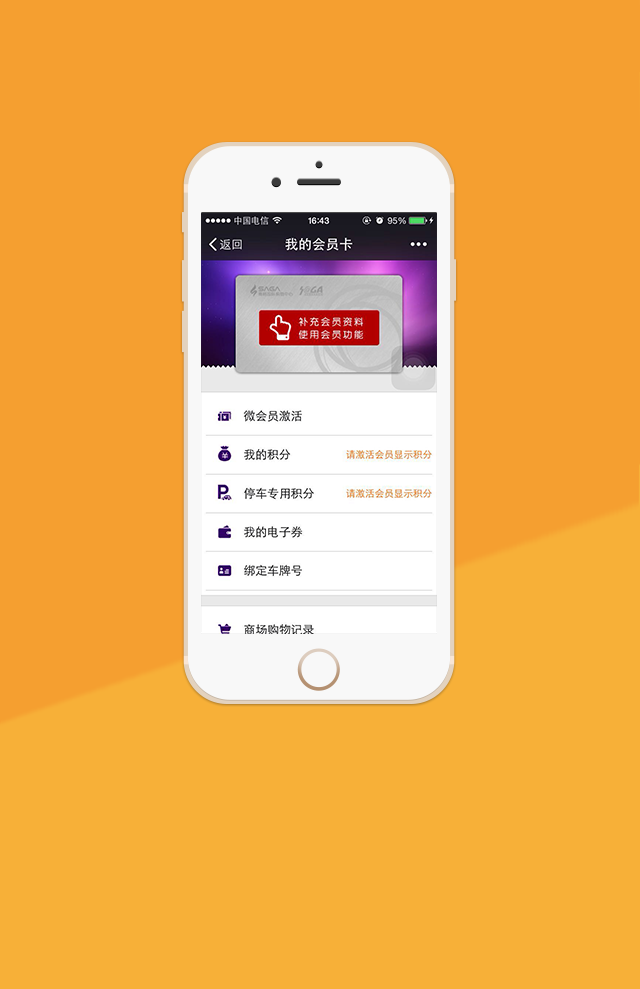 中国电信 16:43 95%
返回 我的会员卡
SAGA SAGA
补充会员资料
使用会员功能
微会员激活
我的积分 请激活会员显示积分
停车专用积分 请激活会员显示积分
我的电子券
绑定车牌号
商场购物记录